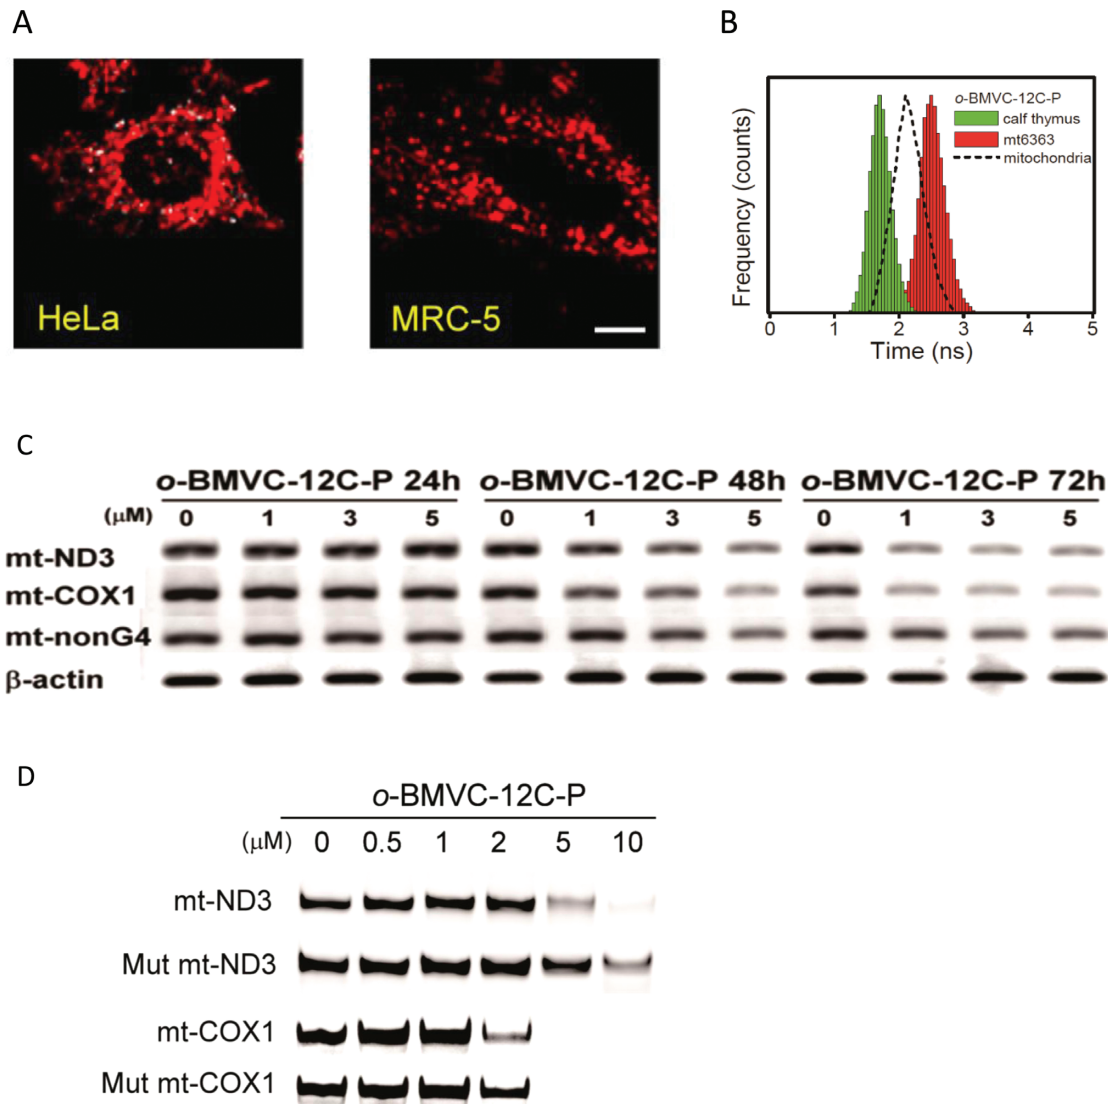 A
B
HeLa
MRC-5
o-BMVC-12C-P
calf thymus
mt6363
mitochondria
Frequency (counts)
0 1 2 3 4 5
Time (ns)
C
o-BMVC-12C-P 24h o-BMVC-12C-P 48h o-BMVC-12C-P 72h
(μM) 0 1 3 5 0 1 3 5 0 1 3 5
mt-ND3
mt-COX1
mt-nonG4
β-actin
D
o-BMVC-12C-P
(μM) 0 0.5 1 2 5 10
mt-ND3
Mut mt-ND3
mt-COX1
Mut mt-COX1